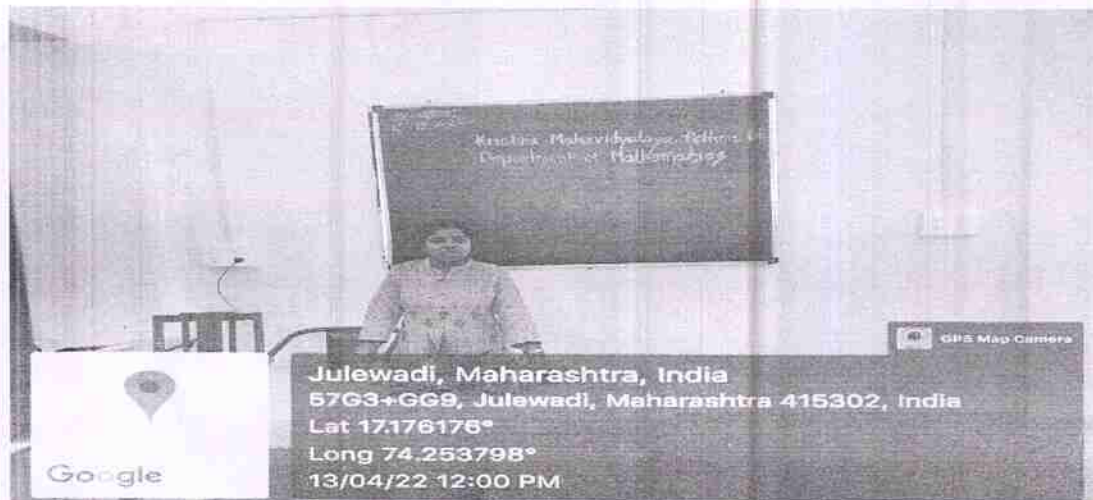 Mahavidyalaya
Department of Mathematics
GPS Map Camera
Julewadi, Maharashtra, India
57G3+GG9, Julewadi, Maharashtra 415302, India
Lat 17.176176°
Long 74.253798°
13/04/22 12:00 PM
Google